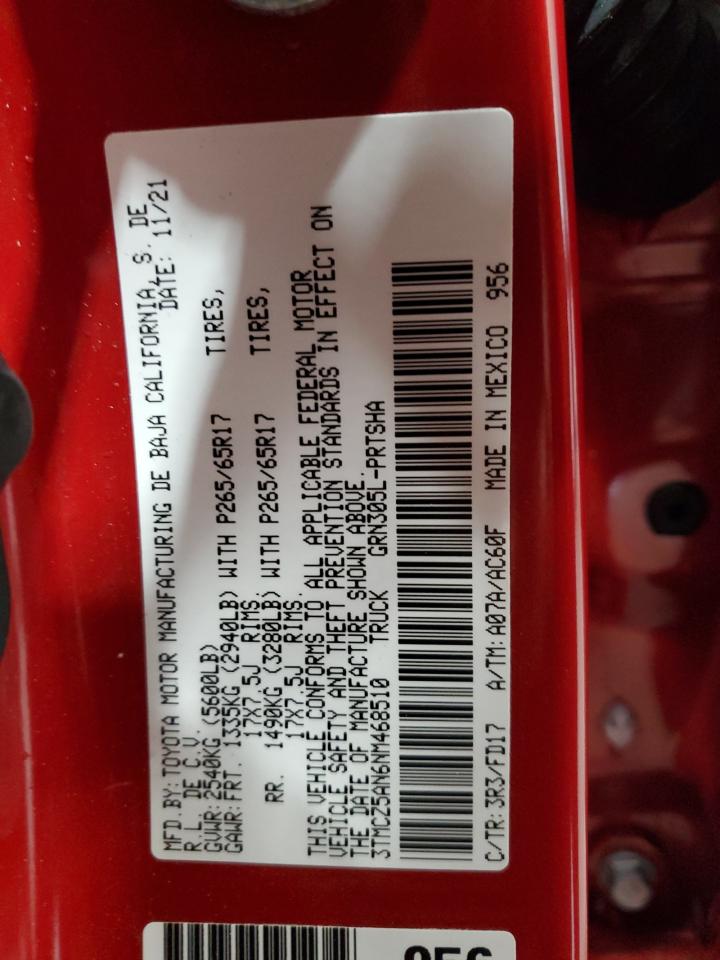 MFD.BY: TOYOTA MOTOR MANUFACTURING DE BAJA CALIFORNIA, S. DE
R.L. DE C.V. DATE: 11/21
GVWR: 2540KG (5600LB)
GAWR: FRT. 1335KG (2940LB) WITH P265/65R17 TIRES,
17X7.5J RIMS.
RR. 1490KG (3280LB) WITH P265/65R17 TIRES,
17X7.5J RIMS.
THIS VEHICLE CONFORMS TO ALL APPLICABLE FEDERAL MOTOR
VEHICLE SAFETY AND THEFT PREVENTION STANDARDS IN EFFECT ON
THE DATE OF MANUFACTURE SHOWN ABOVE.
3TMCZ5AN6NM468510 TRUCK GRN305L-PRTSHA
C/TR: 3R3/FD17 A/TM: A07A/AC60F MADE IN MEXICO 956